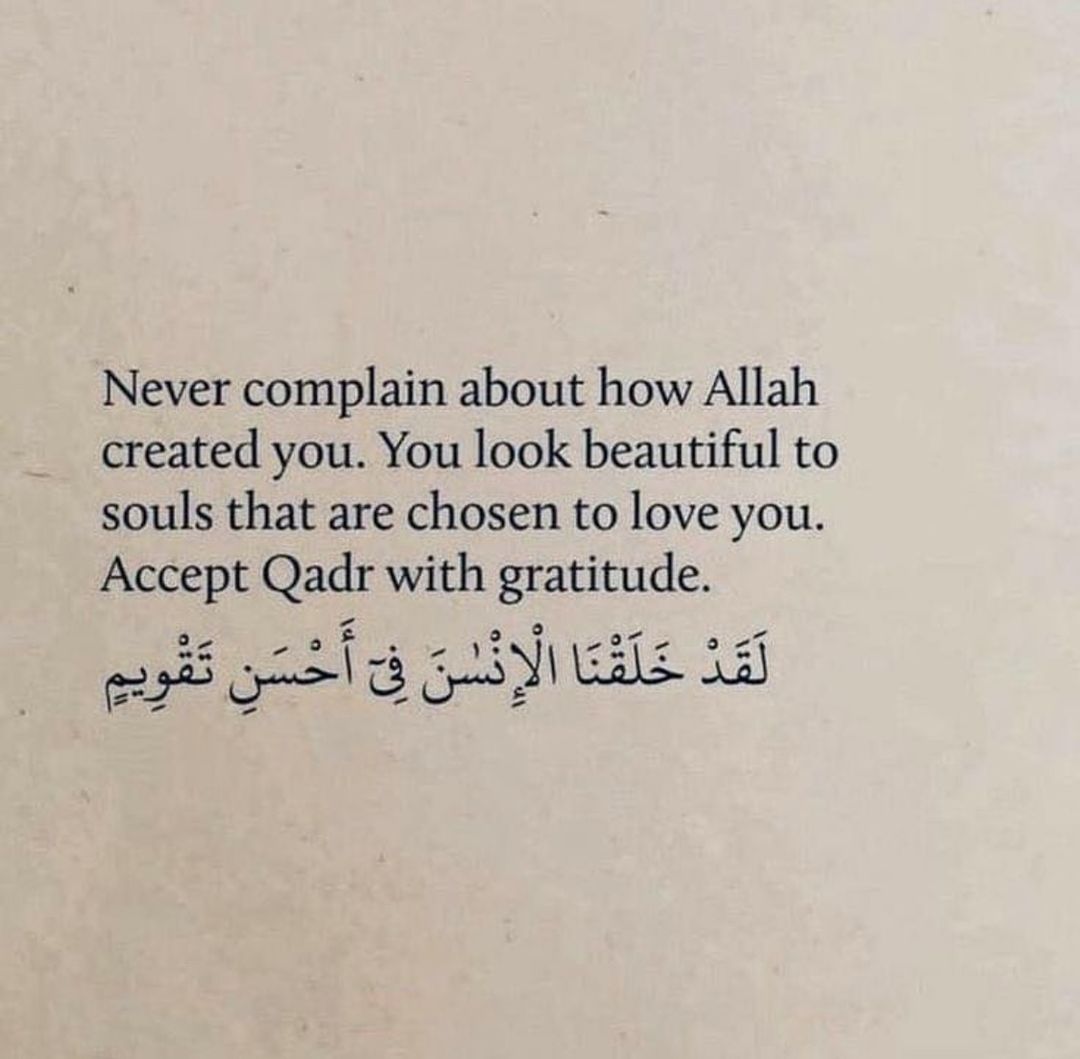 Never complain about how Allah
created you. You look beautiful to
souls that are chosen to love you.
Accept Qadr with gratitude.
لَقَدْ خَلَقْنَا الْإِنْسٰنَ فِيٓ أَحْسَنِ تَقْوِيمٍ